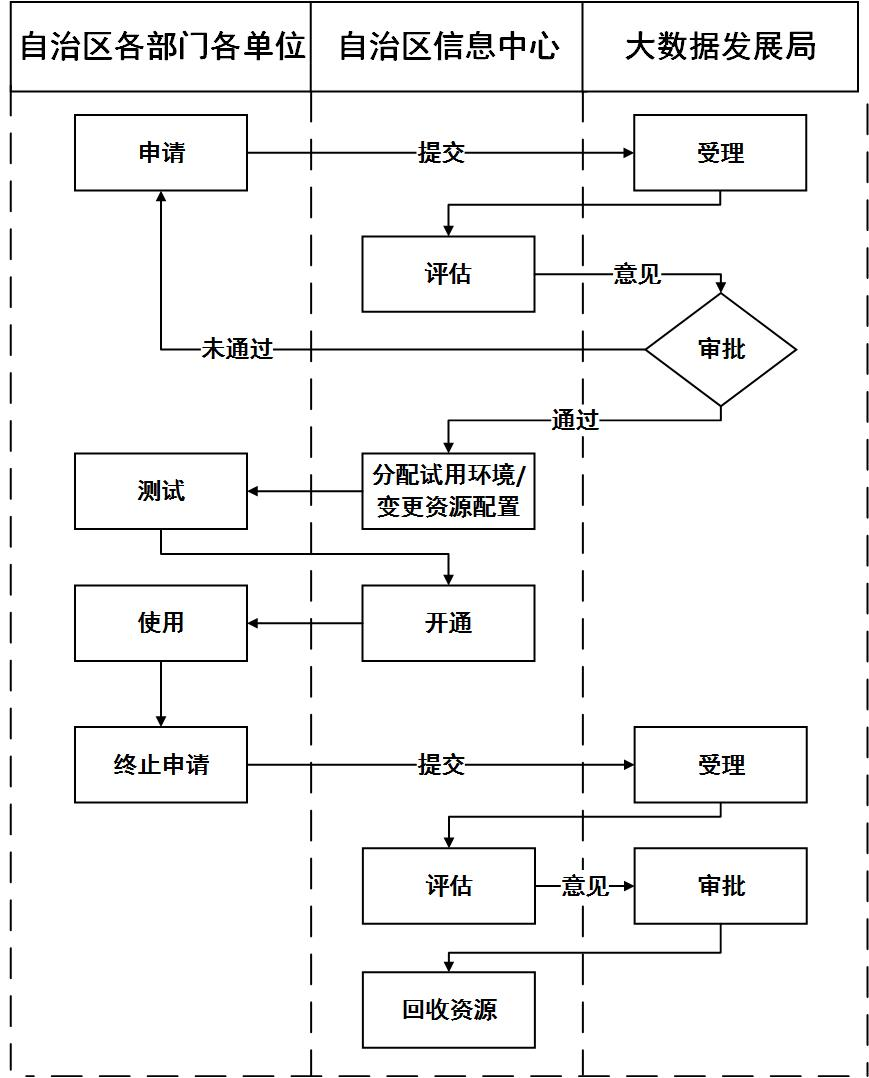 自治区各部门各单位
自治区信息中心
大数据发展局
申请
提交
受理
评估
意见
审批
未通过
通过
分配试用环境/
变更资源配置
测试
开通
使用
终止申请
提交
受理
评估
意见
审批
回收资源